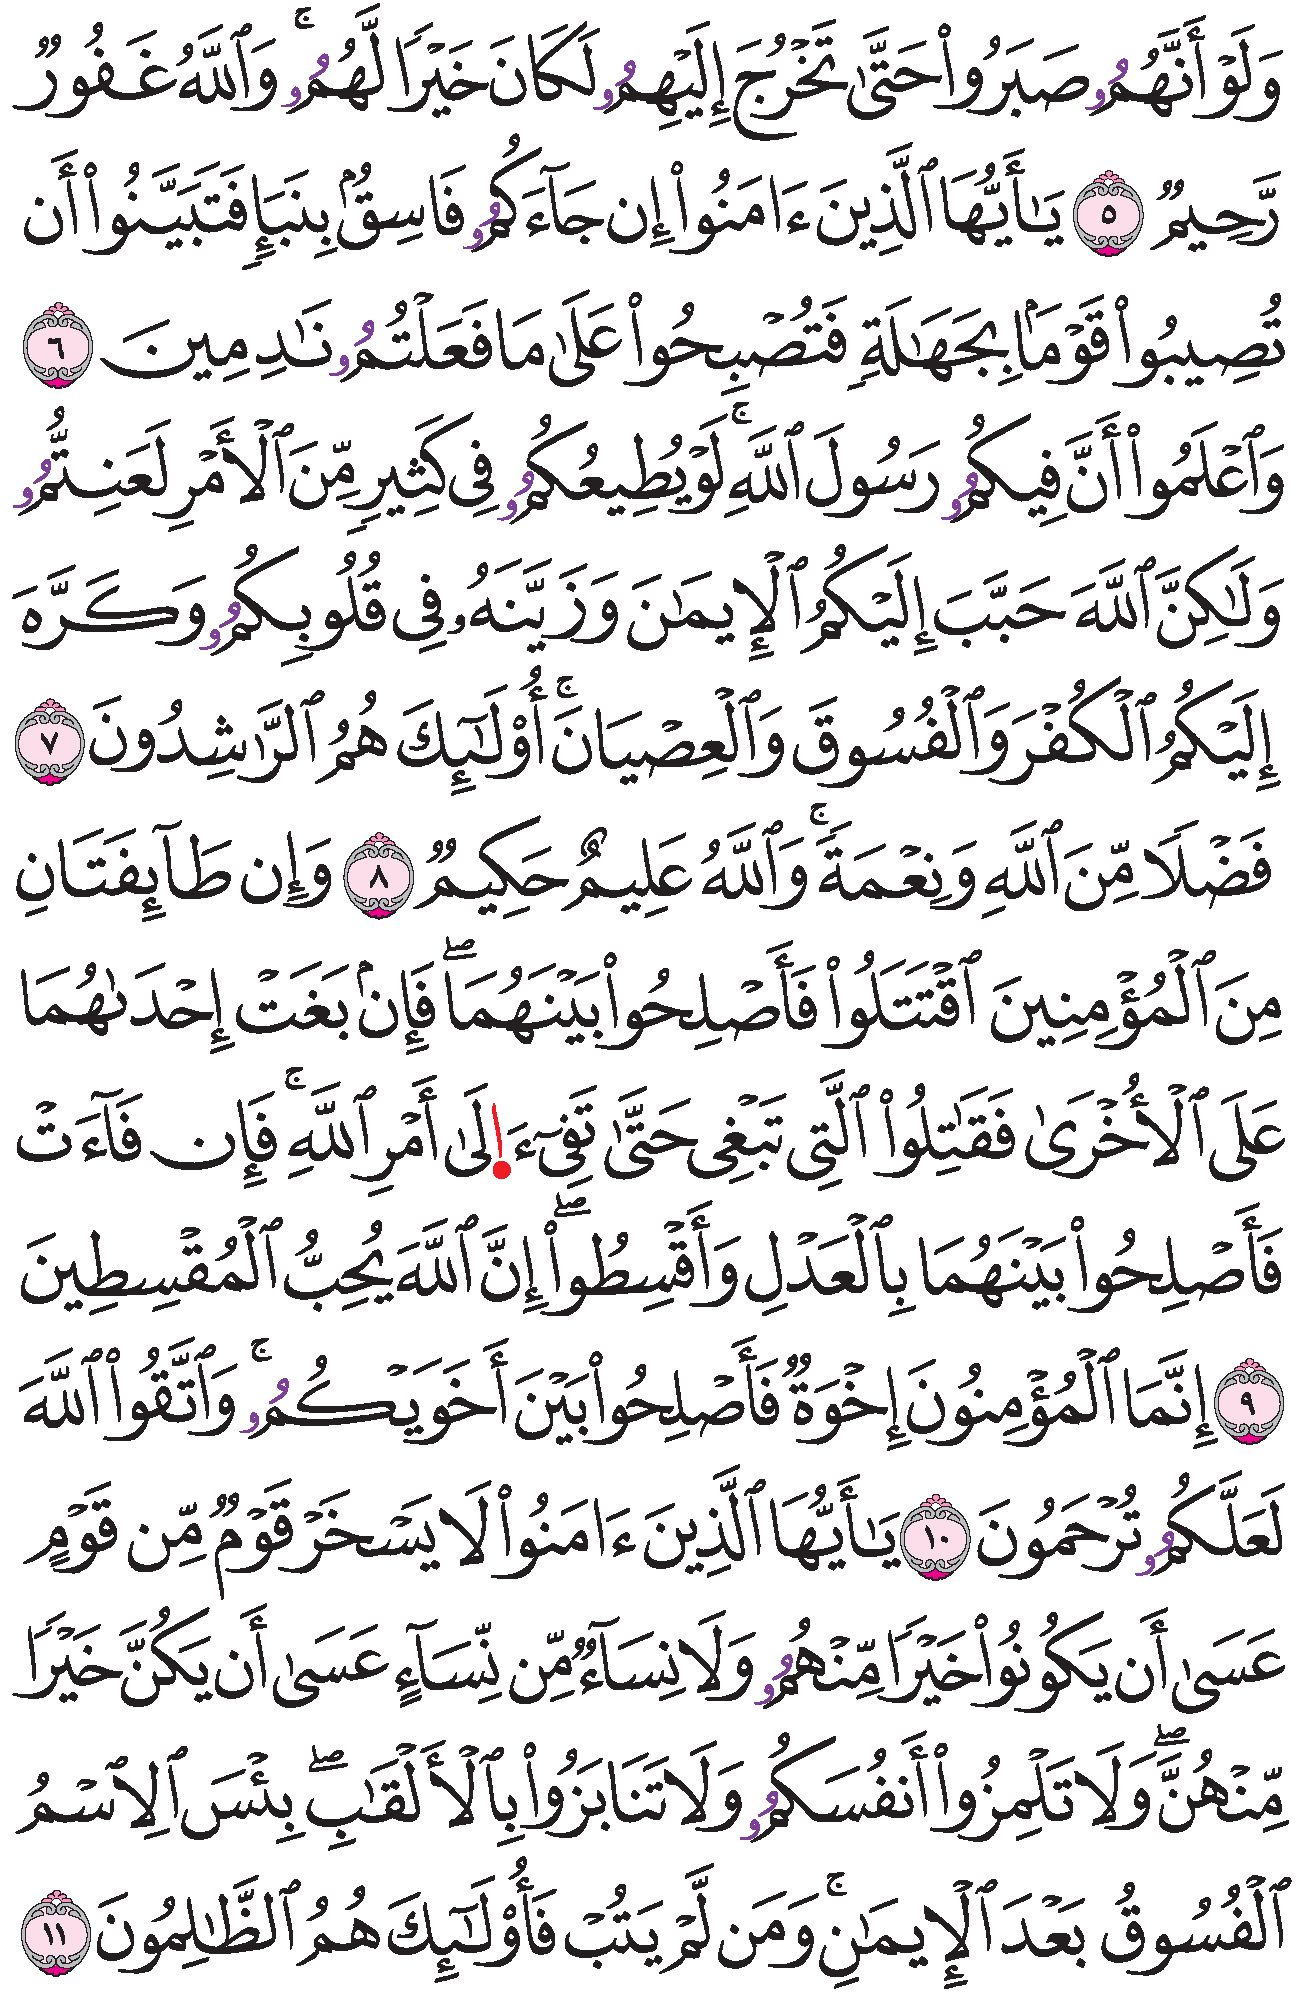 وَلَوۡ أَنَّهُمُۥ صَبَرُواْ حَتَّىٰ تَخۡرُجَ إِلَيۡهِمُۥ لَكَانَ خَيۡرٗا لَّهُمُۥۚ وَٱللَّهُ غَفُورٞ
رَّحِيمٞ ٥ يَٰٓأَيُّهَا ٱلَّذِينَ ءَامَنُواْ إِن جَآءَكُمُۥ فَاسِقُۢ بِنَبَإٖ فَتَبَيَّنُواْ أَن
تُصِيبُواْ قَوۡمَۢا بِجَهَٰلَةٖ فَتُصۡبِحُواْ عَلَىٰ مَا فَعَلۡتُمُۥ نَٰدِمِينَ ٦
وَٱعۡلَمُواْ أَنَّ فِيكُمُۥ رَسُولَ ٱللَّهِۚ لَوۡ يُطِيعُكُمُۥ فِي كَثِيرٖ مِّنَ ٱلۡأَمۡرِ لَعَنِتُّمُۥ
وَلَٰكِنَّ ٱللَّهَ حَبَّبَ إِلَيۡكُمُ ٱلۡإِيمَٰنَ وَزَيَّنَهُۥ فِي قُلُوبِكُمُۥ وَكَرَّهَ
إِلَيۡكُمُ ٱلۡكُفۡرَ وَٱلۡفُسُوقَ وَٱلۡعِصۡيَانَۚ أُوْلَٰٓئِكَ هُمُ ٱلرَّٰشِدُونَ ٧
فَضۡلٗا مِّنَ ٱللَّهِ وَنِعۡمَةٗۚ وَٱللَّهُ عَلِيمٌ حَكِيمٞ ٨ وَإِن طَآئِفَتَانِ
مِنَ ٱلۡمُؤۡمِنِينَ ٱقۡتَتَلُواْ فَأَصۡلِحُواْ بَيۡنَهُمَاۖ فَإِنۢ بَغَتۡ إِحۡدَىٰهُمَا
عَلَى ٱلۡأُخۡرَىٰ فَقَٰتِلُواْ ٱلَّتِي تَبۡغِي حَتَّىٰ تَفِيٓءَ ا۪لَىٰٓ أَمۡرِ ٱللَّهِۚ فَإِن فَآءَتۡ
فَأَصۡلِحُواْ بَيۡنَهُمَا بِٱلۡعَدۡلِ وَأَقۡسِطُوٓاْۖ إِنَّ ٱللَّهَ يُحِبُّ ٱلۡمُقۡسِطِينَ
٩ إِنَّمَا ٱلۡمُؤۡمِنُونَ إِخۡوَةٞ فَأَصۡلِحُواْ بَيۡنَ أَخَوَيۡكُمُۥۚ وَٱتَّقُواْ ٱللَّهَ
لَعَلَّكُمُۥ تُرۡحَمُونَ ١٠ يَٰٓأَيُّهَا ٱلَّذِينَ ءَامَنُواْ لَا يَسۡخَرۡ قَوۡمٞ مِّن قَوۡمٍ
عَسَىٰ أَن يَكُونُواْ خَيۡرٗا مِّنۡهُمُۥ وَلَا نِسَآءٞ مِّن نِّسَآءٍ عَسَىٰ أَن يَكُنَّ خَيۡرٗا
مِّنۡهُنَّۖ وَلَا تَلۡمِزُواْ أَنفُسَكُمُۥ وَلَا تَنَابَزُواْ بِٱلۡأَلۡقَٰبِۖ بِئۡسَ ٱلِٱسۡمُ
ٱلۡفُسُوقُ بَعۡدَ ٱلۡإِيمَٰنِۚ وَمَن لَّمۡ يَتُبۡ فَأُوْلَٰٓئِكَ هُمُ ٱلظَّٰلِمُونَ ١١